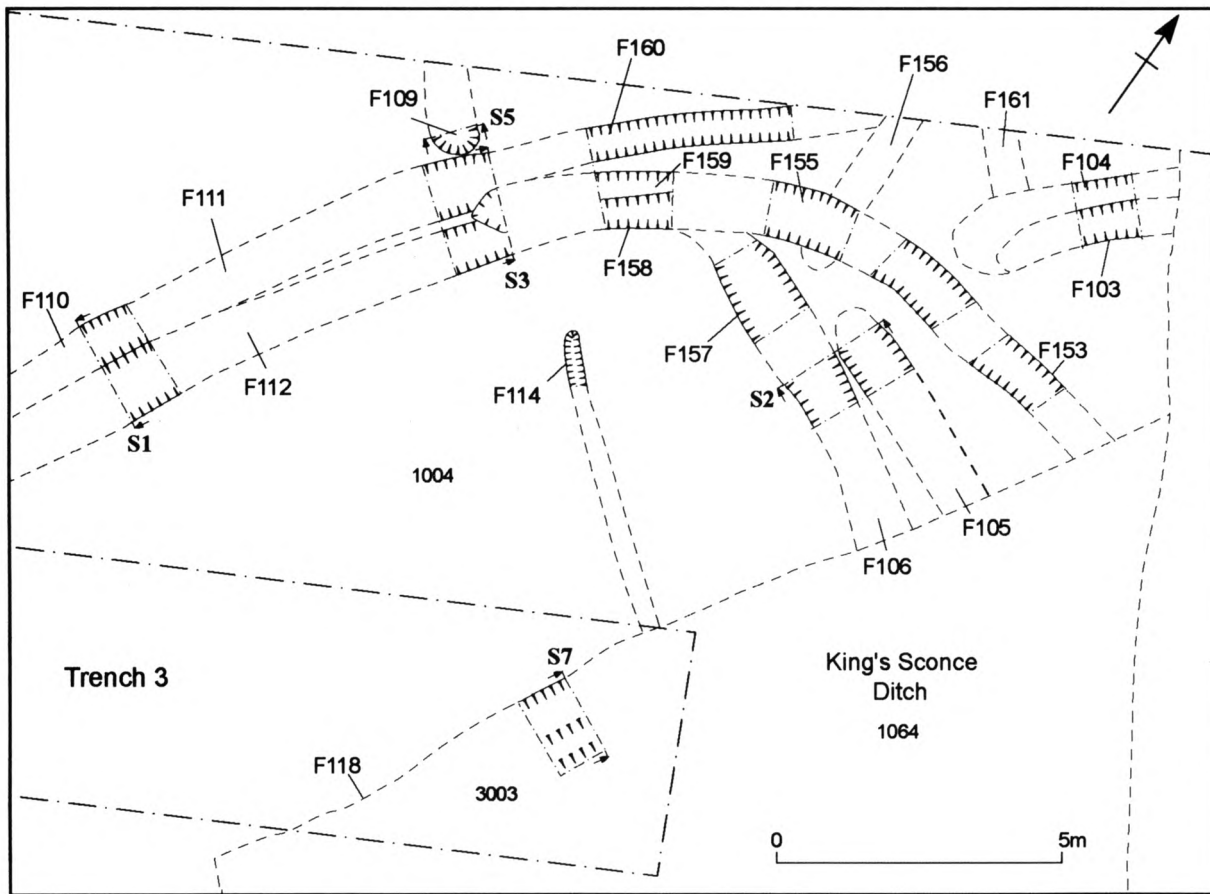 F160
F156
F109
S5
F161
F159
F155
F104
F111
F110
S3
F158
F103
F112
F157
F153
F114
S2
S1
1004
F105
F106
S7
Trench 3
King's Sconce
Ditch
1064
F118
3003
0 5m